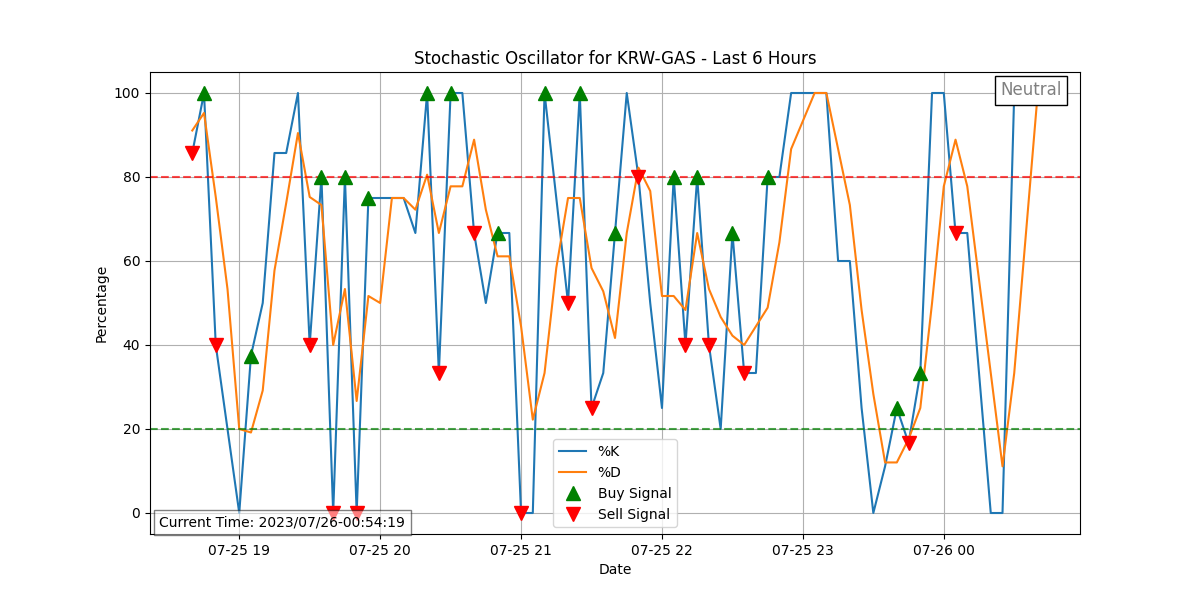 Stochastic Oscillator for KRW-GAS - Last 6 Hours
Neutral
100
80
60
40
20
0
Percentage
%K
%D
Buy Signal
Sell Signal
Current Time: 2023/07/26-00:54:19
07-25 19 07-25 20 07-25 21 07-25 22 07-25 23 07-26 00
Date